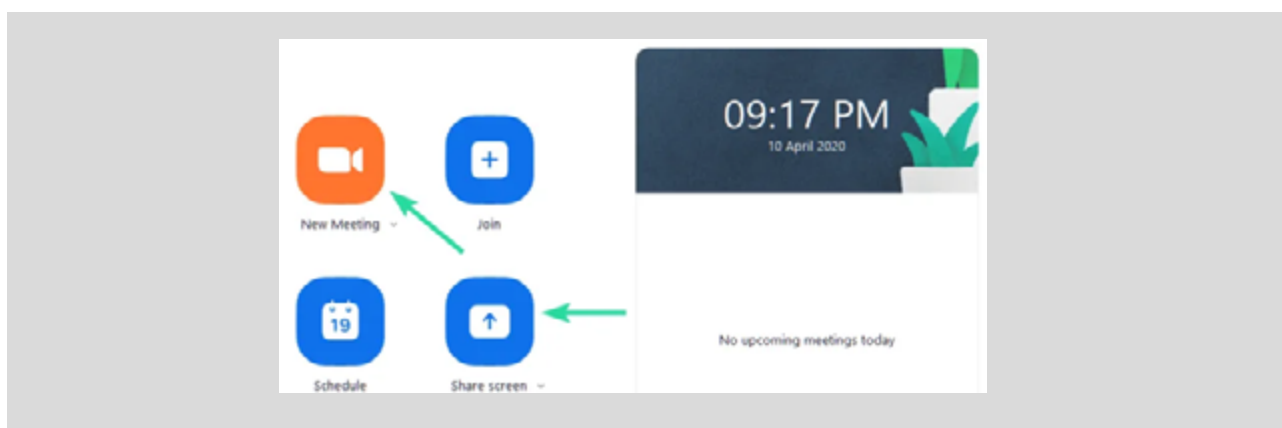 09:17 PM
10 April 2020
New Meeting
Join
19
Schedule
Share screen
No upcoming meetings today